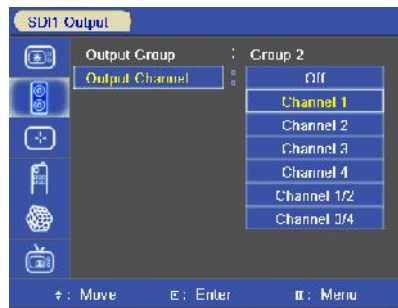 SDI1 Output
Output Group : Group 2
Output Channel :
Off
Channel 1
Channel 2
Channel 3
Channel 4
Channel 1/2
Channel 3/4
: Move E : Enter : Menu